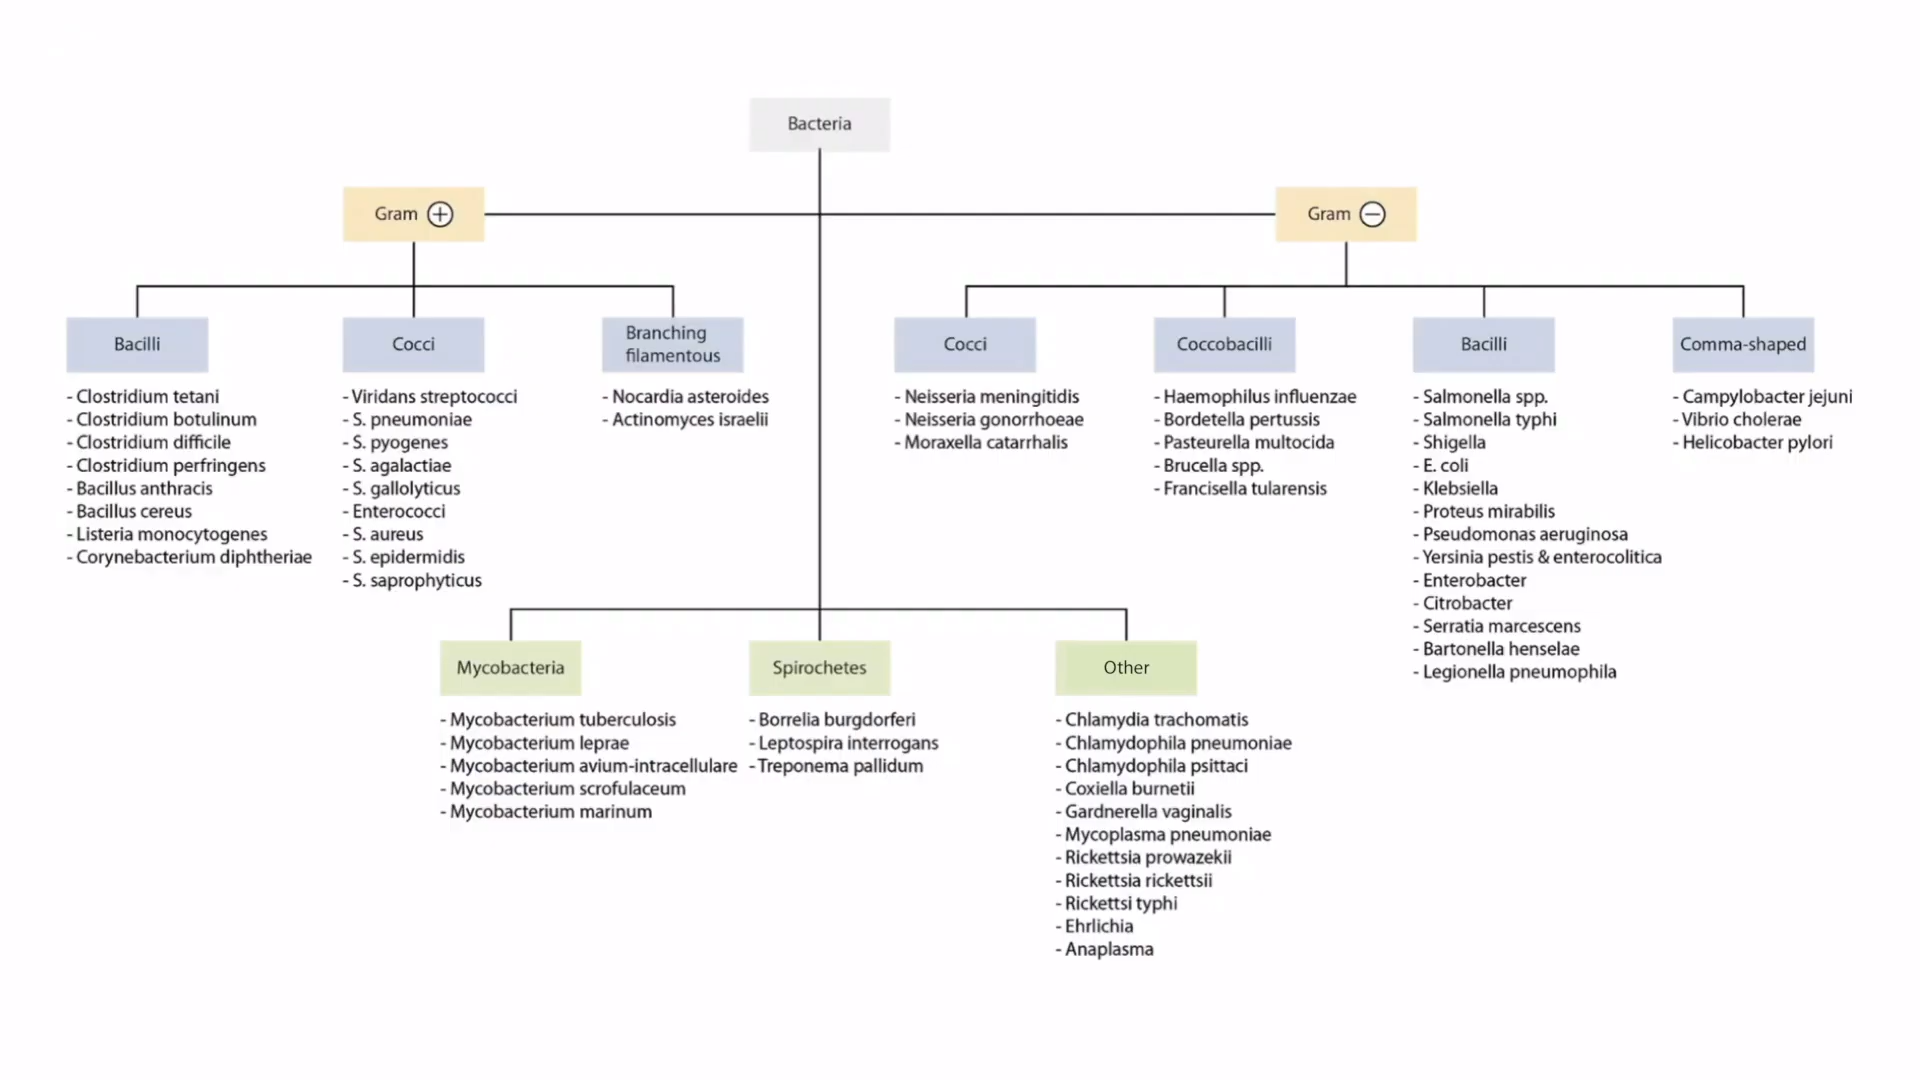 Bacteria
Gram +
Gram −
Bacilli
- Clostridium tetani
- Clostridium botulinum
- Clostridium difficile
- Clostridium perfringens
- Bacillus anthracis
- Bacillus cereus
- Listeria monocytogenes
- Corynebacterium diphtheriae
Cocci
- Viridans streptococci
- S. pneumoniae
- S. pyogenes
- S. agalactiae
- S. gallolyticus
- Enterococci
- S. aureus
- S. epidermidis
- S. saprophyticus
Branching
filamentous
- Nocardia asteroides
- Actinomyces israelii
Cocci
- Neisseria meningitidis
- Neisseria gonorrhoeae
- Moraxella catarrhalis
Coccobacilli
- Haemophilus influenzae
- Bordetella pertussis
- Pasteurella multocida
- Brucella spp.
- Francisella tularensis
Bacilli
- Salmonella spp.
- Salmonella typhi
- Shigella
- E. coli
- Klebsiella
- Proteus mirabilis
- Pseudomonas aeruginosa
- Yersinia pestis & enterocolitica
- Enterobacter
- Citrobacter
- Serratia marcescens
- Bartonella henselae
- Legionella pneumophila
Comma-shaped
- Campylobacter jejuni
- Vibrio cholerae
- Helicobacter pylori
Mycobacteria
- Mycobacterium tuberculosis
- Mycobacterium leprae
- Mycobacterium avium-intracellulare
- Mycobacterium scrofulaceum
- Mycobacterium marinum
Spirochetes
- Borrelia burgdorferi
- Leptospira interrogans
- Treponema pallidum
Other
- Chlamydia trachomatis
- Chlamydophila pneumoniae
- Chlamydophila psittaci
- Coxiella burnetii
- Gardnerella vaginalis
- Mycoplasma pneumoniae
- Rickettsia prowazekii
- Rickettsia rickettsii
- Rickettsi typhi
- Ehrlichia
- Anaplasma